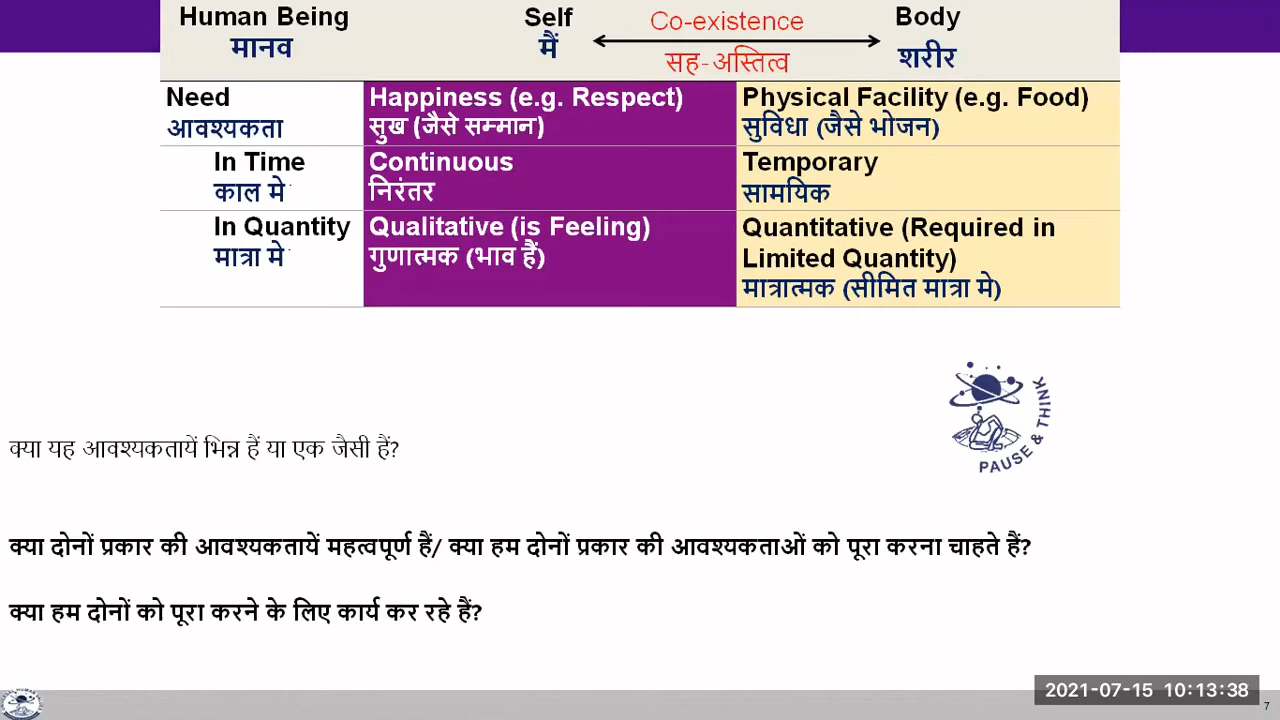 Human Being
मानव
Self
मैं
Co-existence
सह-अस्तित्व
Body
शरीर
Need
आवश्यकता
Happiness (e.g. Respect)
सुख (जैसे सम्मान)
Physical Facility (e.g. Food)
सुविधा (जैसे भोजन)
In Time
काल मे
Continuous
निरंतर
Temporary
सामयिक
In Quantity
मात्रा मे
Qualitative (is Feeling)
गुणात्मक (भाव हैं)
Quantitative (Required in
Limited Quantity)
मात्रात्मक (सीमित मात्रा मे)
PAUSE & THINK
क्या यह आवश्यकतायें भिन्न हैं या एक जैसी हैं?
क्या दोनों प्रकार की आवश्यकतायें महत्वपूर्ण हैं/ क्या हम दोनों प्रकार की आवश्यकताओं को पूरा करना चाहते हैं?
क्या हम दोनों को पूरा करने के लिए कार्य कर रहे हैं?
2021-07-15 10:13:38
7